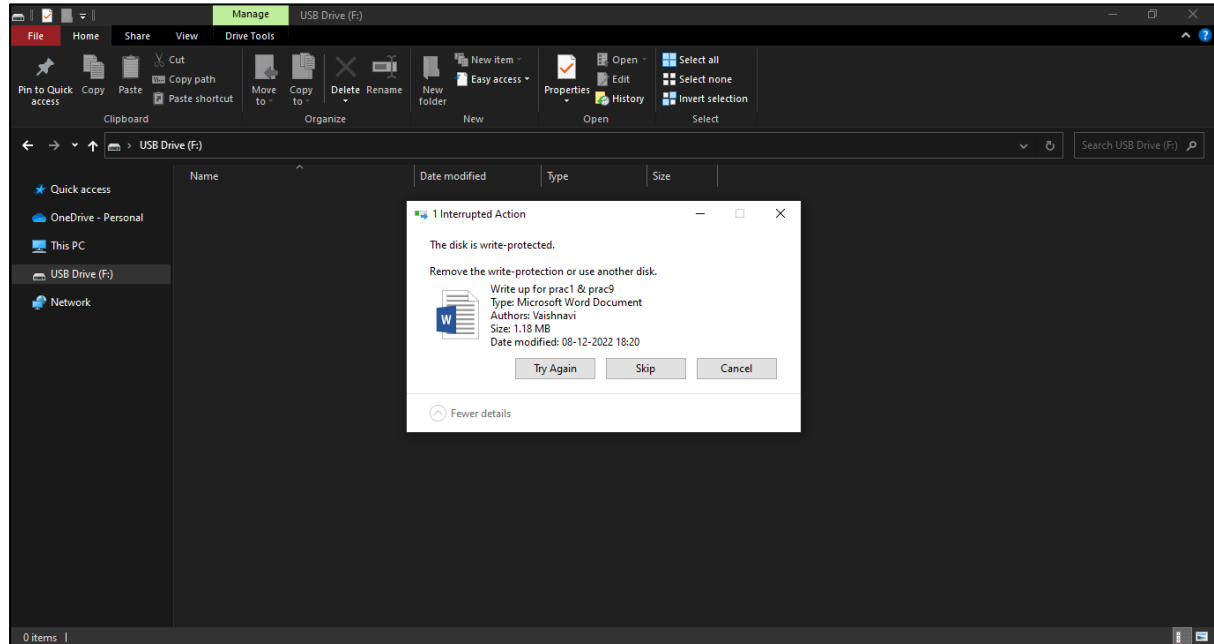 Manage USB Drive (F:)
File Home Share View Drive Tools
Pin to Quick access
Copy
Paste
Cut
Copy path
Paste shortcut
Clipboard
Move to
Copy to
Delete
Rename
Organize
New folder
New item
Easy access
New
Properties
Open
Edit
History
Open
Select all
Select none
Invert selection
Select
USB Drive (F:)
Search USB Drive (F:)
Quick access
OneDrive - Personal
This PC
USB Drive (F:)
Network
Name Date modified Type Size
1 Interrupted Action
The disk is write-protected.
Remove the write-protection or use another disk.
W
Write up for prac1 & prac9
Type: Microsoft Word Document
Authors: Vaishnavi
Size: 1.18 MB
Date modified: 08-12-2022 18:20
Try Again Skip Cancel
Fewer details
0 items